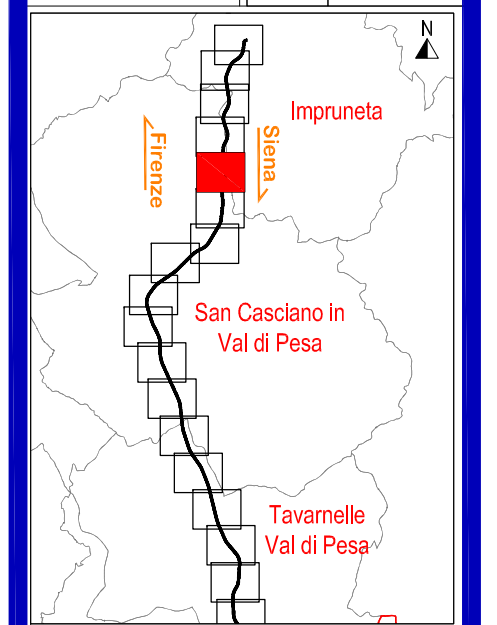 N
Impruneta
Firenze
Siena
San Casciano in
Val di Pesa
Tavarnelle
Val di Pesa